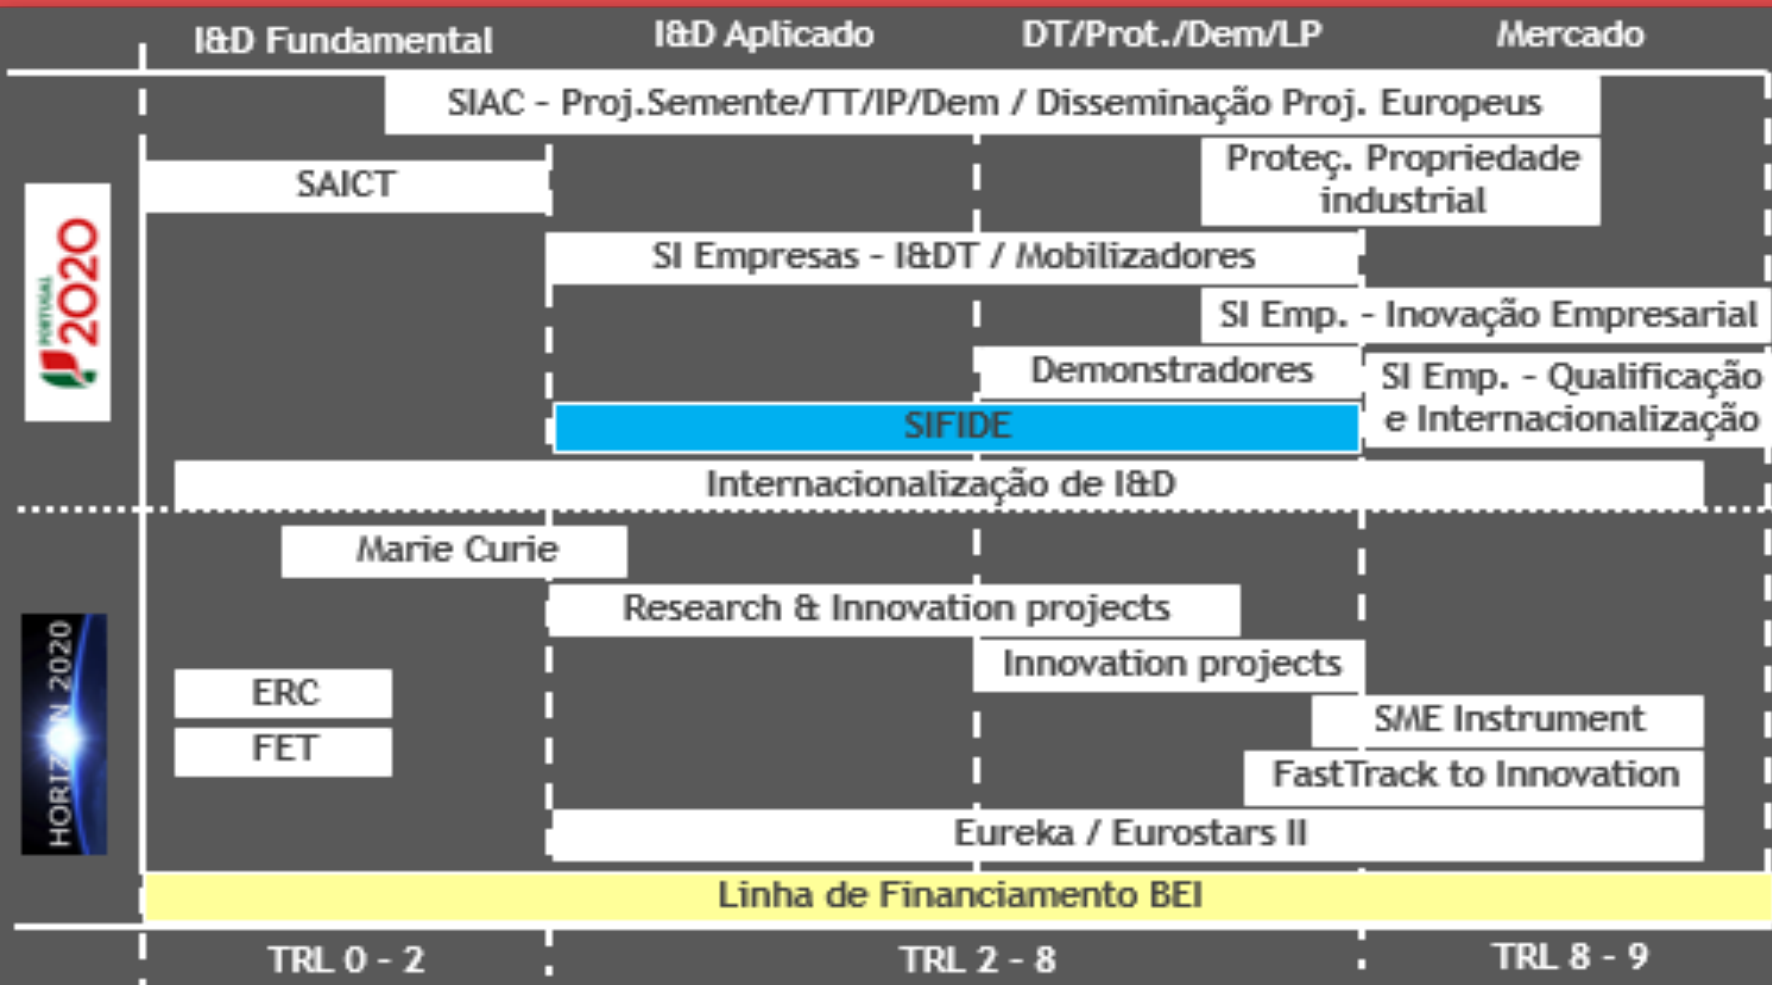 I&D Fundamental
I&D Aplicado
DT/Prot./Dem/LP
Mercado
SIAC - Proj.Semente/TT/IP/Dem / Disseminação Proj. Europeus
Proteç. Propriedade
industrial
SAICT
SI Empresas - I&DT / Mobilizadores
SI Emp. - Inovação Empresarial
Demonstradores
SI Emp. - Qualificação
e Internacionalização
SIFIDE
Internacionalização de I&D
PORTUGAL
2020
Marie Curie
Research & Innovation projects
Innovation projects
ERC
SME Instrument
FET
FastTrack to Innovation
Eureka / Eurostars II
HORIZON 2020
Linha de Financiamento BEI
TRL 0 - 2
TRL 2 - 8
TRL 8 - 9